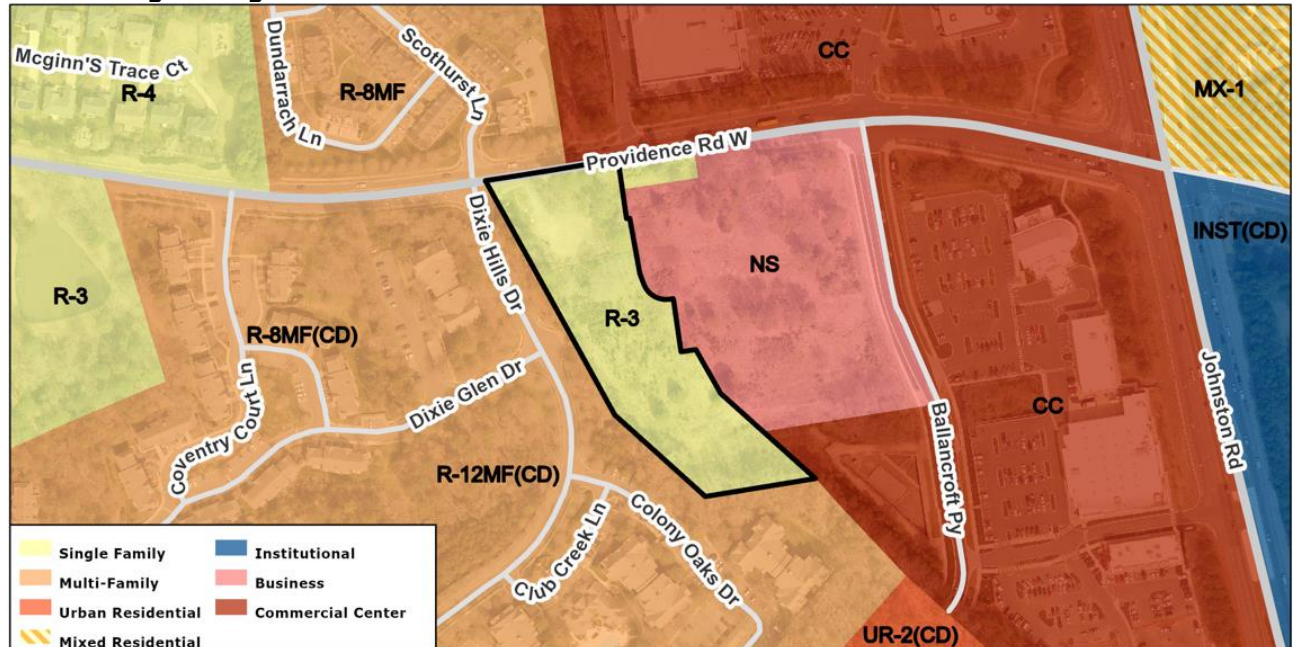 Mcginn'S Trace Ct
R-4
Dundarrach Ln
R-8MF
Scothurst Ln
CC
MX-1
Providence Rd W
INST(CD)
R-3
Dixie Hills Dr
NS
R-3
R-8MF(CD)
Coventry Court Ln
Dixie Glen Dr
R-12MF(CD)
Club Creek Ln
Colony Oaks Dr
Ballancroft Py
CC
Johnston Rd
UR-2(CD)
Single Family
Multi-Family
Urban Residential
Mixed Residential
Institutional
Business
Commercial Center